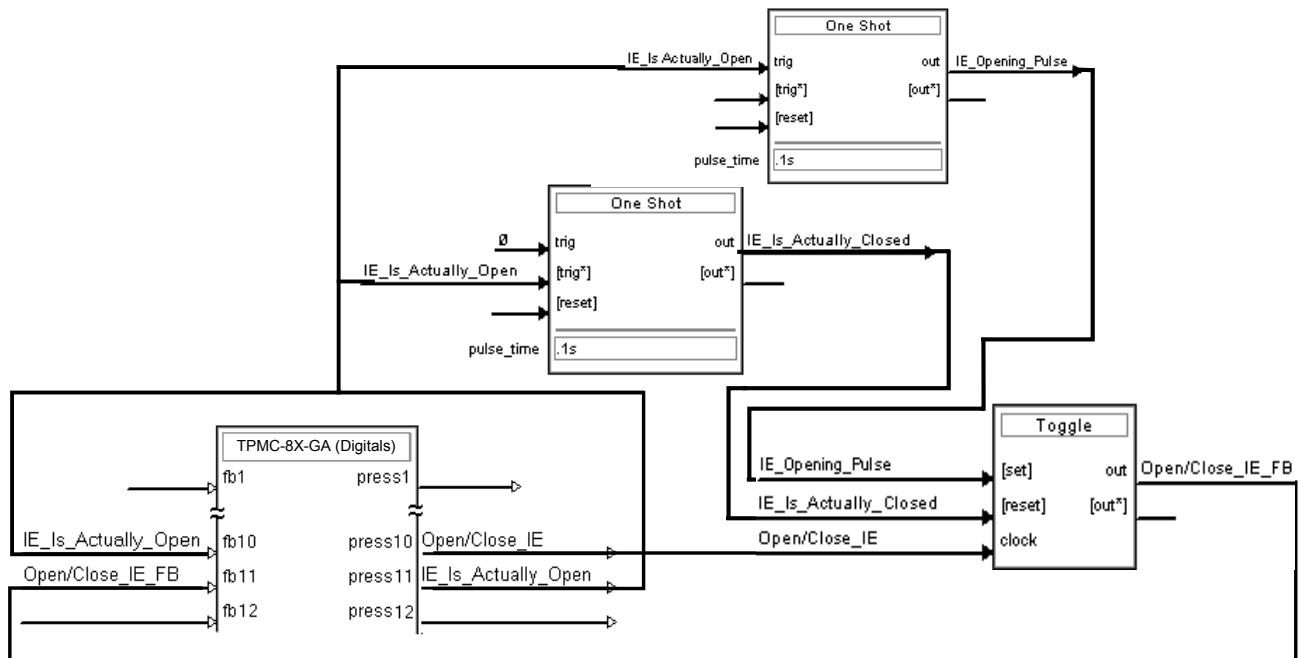 One Shot
IE_Is Actually_Open
trig
out
IE_Opening_Pulse
[trig*]
[out*]
[reset]
pulse_time
.1s
One Shot
Ø
trig
out
IE_Is_Actually_Closed
IE_Is_Actually_Open
[trig*]
[out*]
[reset]
pulse_time
.1s
TPMC-8X-GA (Digitals)
fb1
press1
IE_Is_Actually_Open
fb10
press10
Open/Close_IE
Open/Close_IE_FB
fb11
press11
IE_Is_Actually_Open
fb12
press12
Toggle
IE_Opening_Pulse
[set]
out
Open/Close_IE_FB
IE_Is_Actually_Closed
[reset]
[out*]
Open/Close_IE
clock